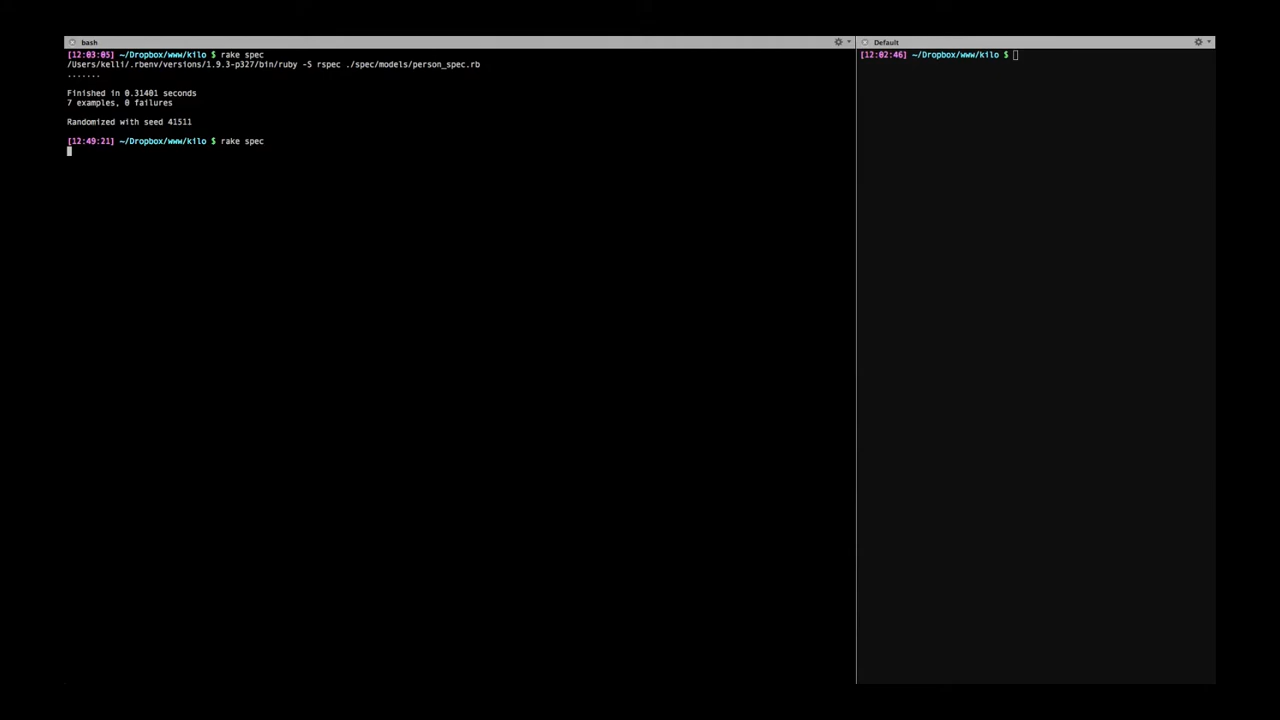 bash
[12:03:05] ~/Dropbox/www/kilo $ rake spec
/Users/kelli/.rbenv/versions/1.9.3-p327/bin/ruby -S rspec ./spec/models/person_spec.rb
.......
Finished in 0.31401 seconds
7 examples, 0 failures
Randomized with seed 41511
[12:49:21] ~/Dropbox/www/kilo $ rake spec
Default
[12:02:46] ~/Dropbox/www/kilo $